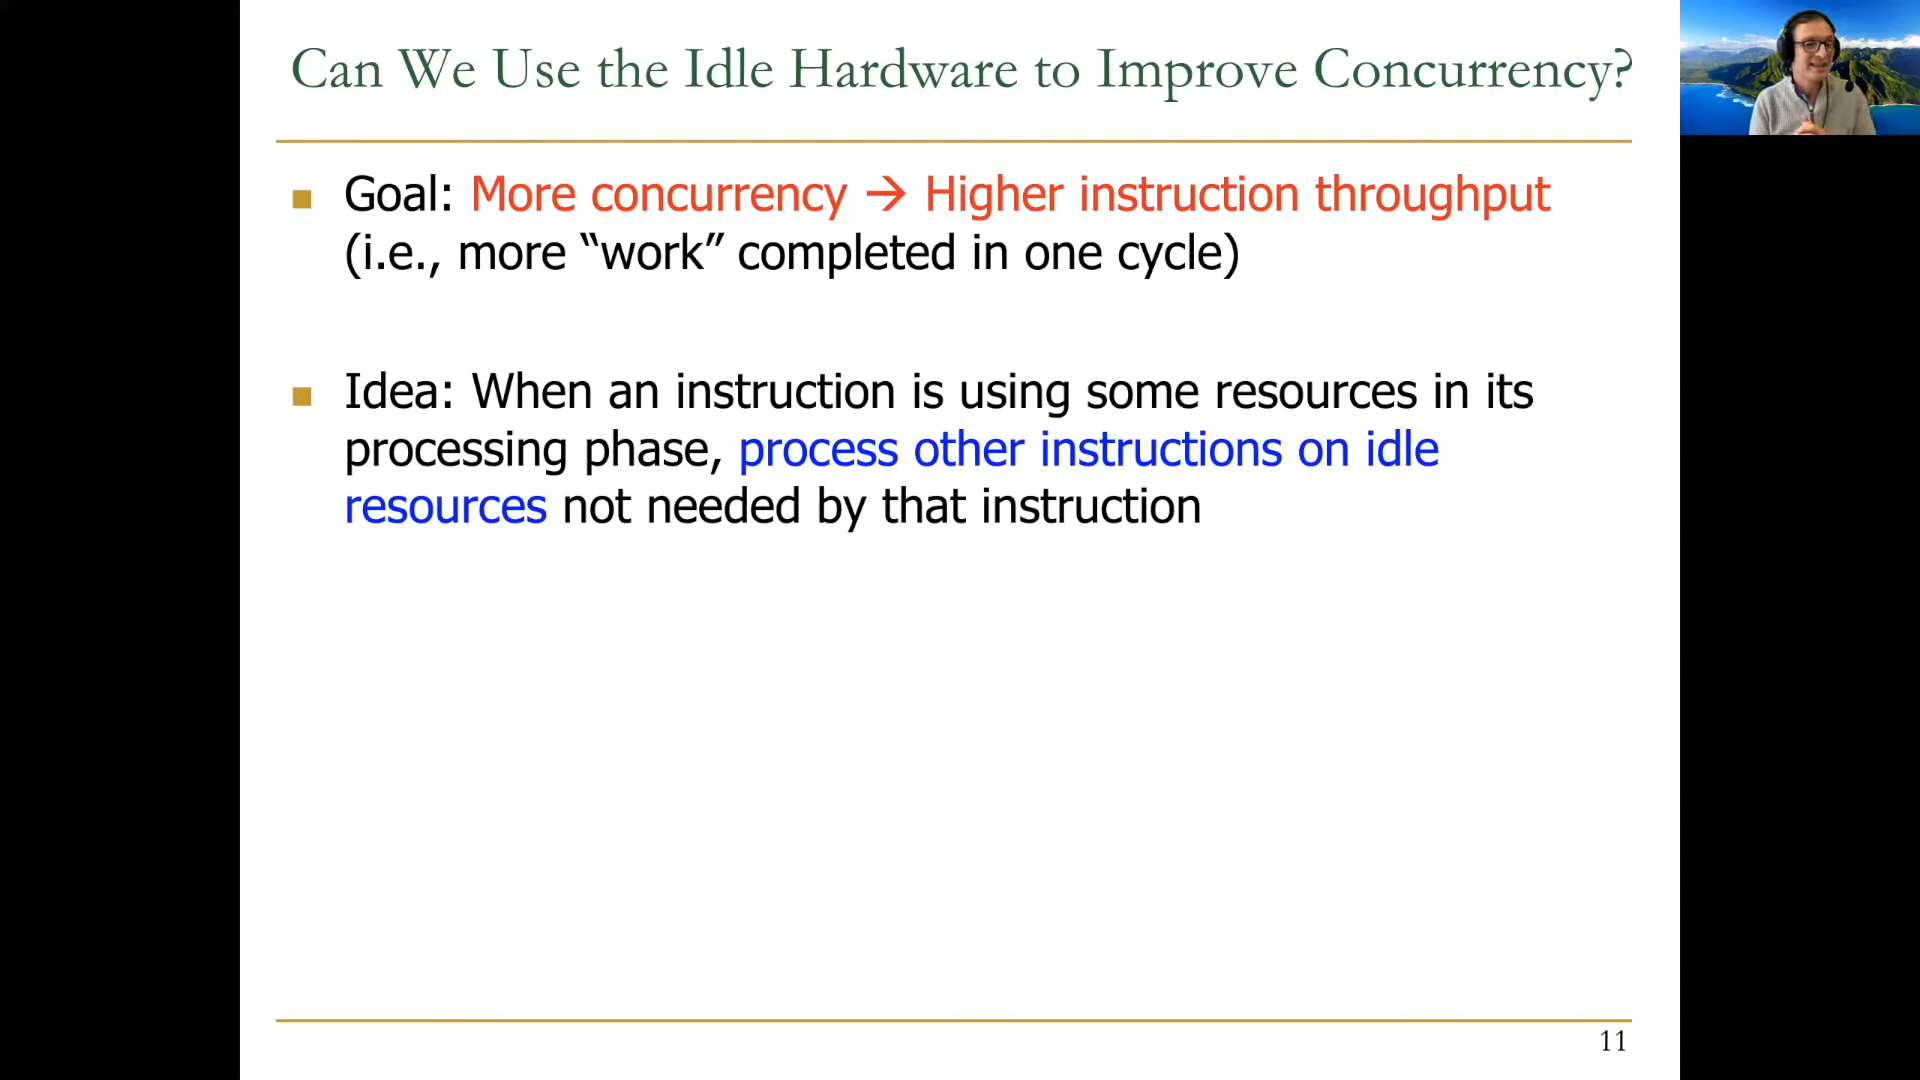 Can We Use the Idle Hardware to Improve Concurrency?
Goal: More concurrency → Higher instruction throughput
(i.e., more “work” completed in one cycle)
Idea: When an instruction is using some resources in its
processing phase, process other instructions on idle
resources not needed by that instruction
11